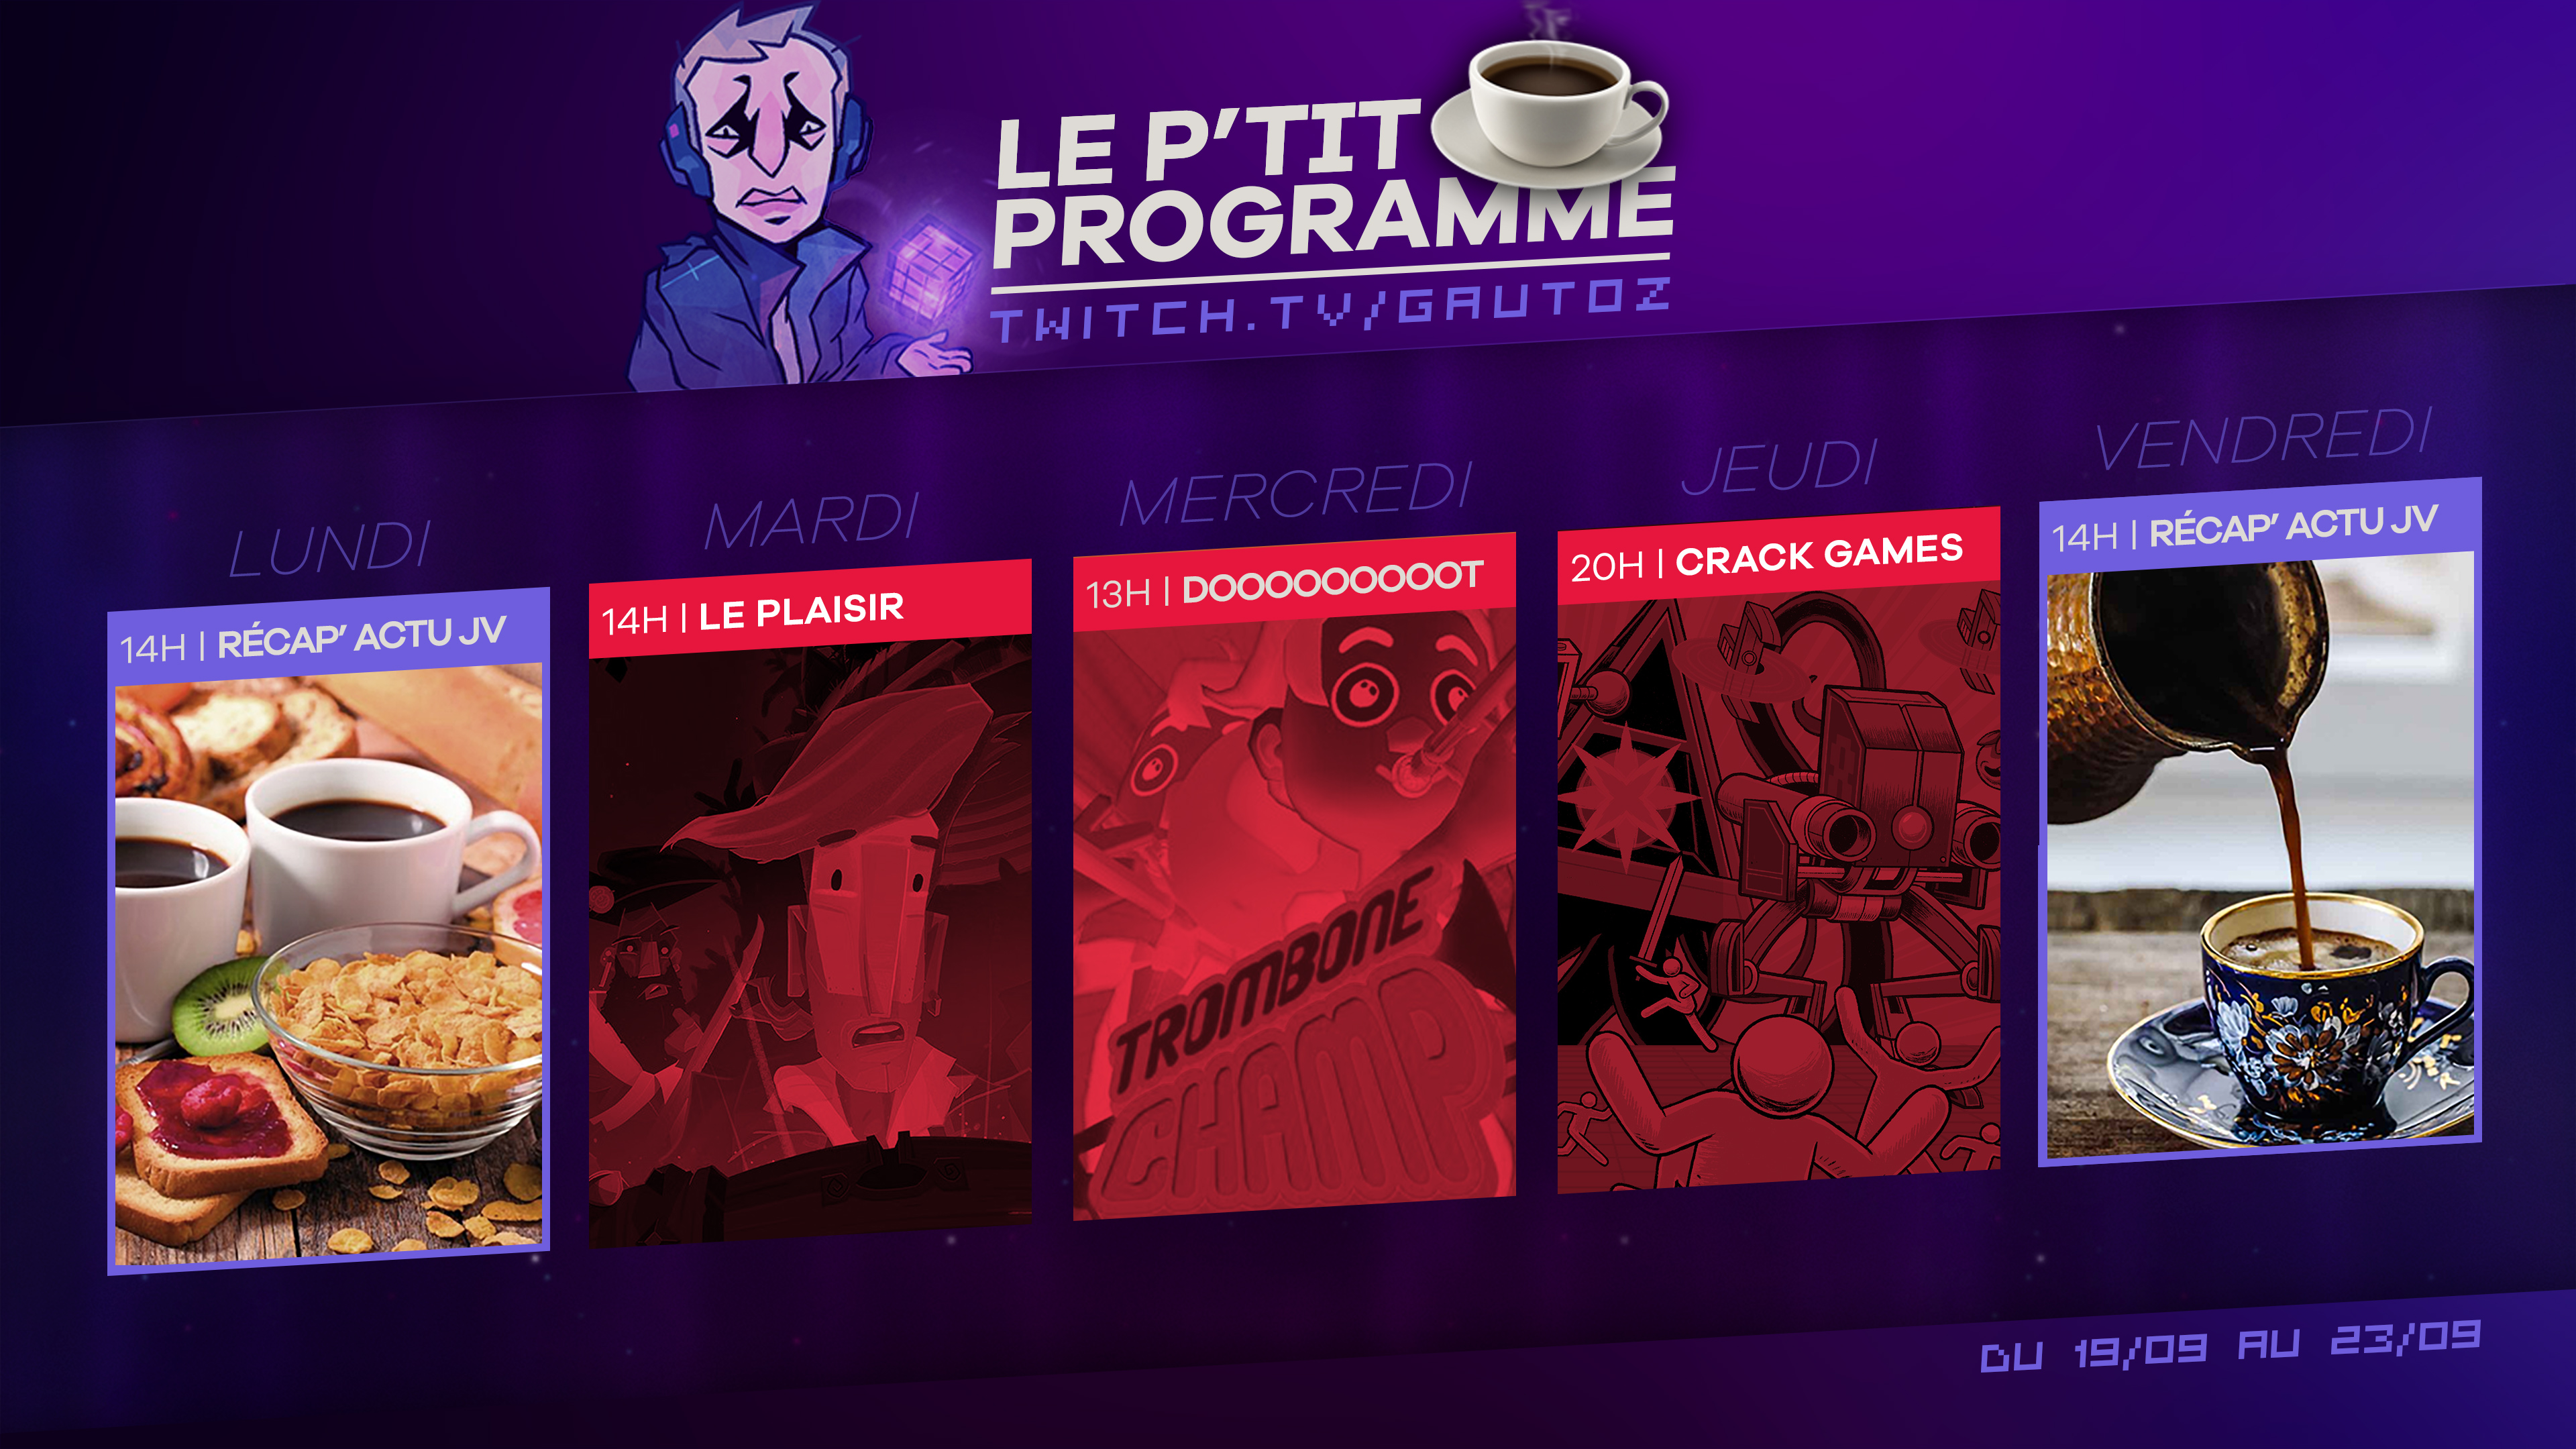 LE P'TIT
PROGRAMME
TWITCH.TV/GAUTOZ
LUNDI
14H | RÉCAP' ACTU JV
MARDI
14H | LE PLAISIR
MERCREDI
13H | DOOOOOOOOOOT
TROMBONE
CHAMP
JEUDI
20H | CRACK GAMES
VENDREDI
14H | RÉCAP' ACTU JV
DU 19/09 AU 23/09